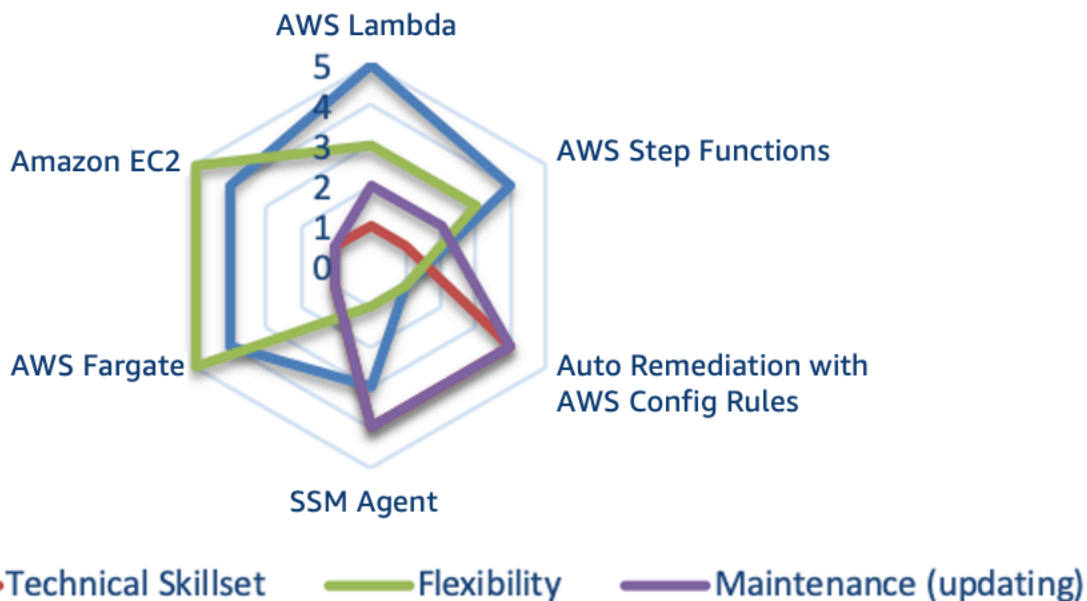 AWS Lambda
5
4
3
2
1
0
Amazon EC2
AWS Step Functions
AWS Fargate
Auto Remediation with
AWS Config Rules
SSM Agent
Technical Skillset
Flexibility
Maintenance (updating)